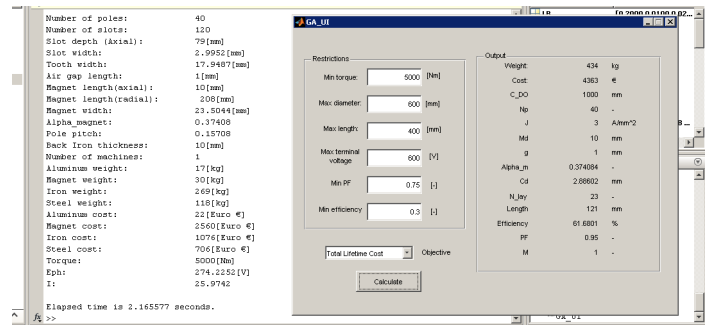 Number of poles: 40
Number of slots: 120
Slot depth (Axial): 79[mm]
Slot width: 2.9952[mm]
Tooth width: 17.9487[mm]
Air gap length: 1[mm]
Magnet length(axial): 10[mm]
Magnet length(radial): 208[mm]
Magnet width: 23.5044[mm]
Alpha_magnet: 0.37408
Pole pitch: 0.15708
Back Iron thickness: 10[mm]
Number of machines: 1
Aluminum weight: 17[kg]
Magnet weight: 30[kg]
Iron weight: 269[kg]
Steel weight: 118[kg]
Aluminum cost: 22[Euro €]
Magnet cost: 2560[Euro €]
Iron cost: 1076[Euro €]
Steel cost: 706[Euro €]
Torque: 5000[Nm]
Eph: 274.2252[V]
I: 25.9742
Elapsed time is 2.165577 seconds.
fx >>
GA_UI
Restrictions
Min torque: 5000 [Nm]
Max diameter: 600 [mm]
Max length: 400 [mm]
Max terminal voltage 600 [V]
Min PF 0.75 [-]
Min efficiency 0.3 [-]
Total Lifetime Cost Objective
Calculate
Output
Weight: 434 kg
Cost: 4363 €
C_DO 1000 mm
Np 40 -
J 3 A/mm^2
Md 10 mm
g 1 mm
Alpha_m 0.374084 -
Cd 2.88602 mm
N_lay 23 -
Length 121 mm
Efficiency 61.6801 %
PF 0.95 -
M 1 -
LB
GA_UI